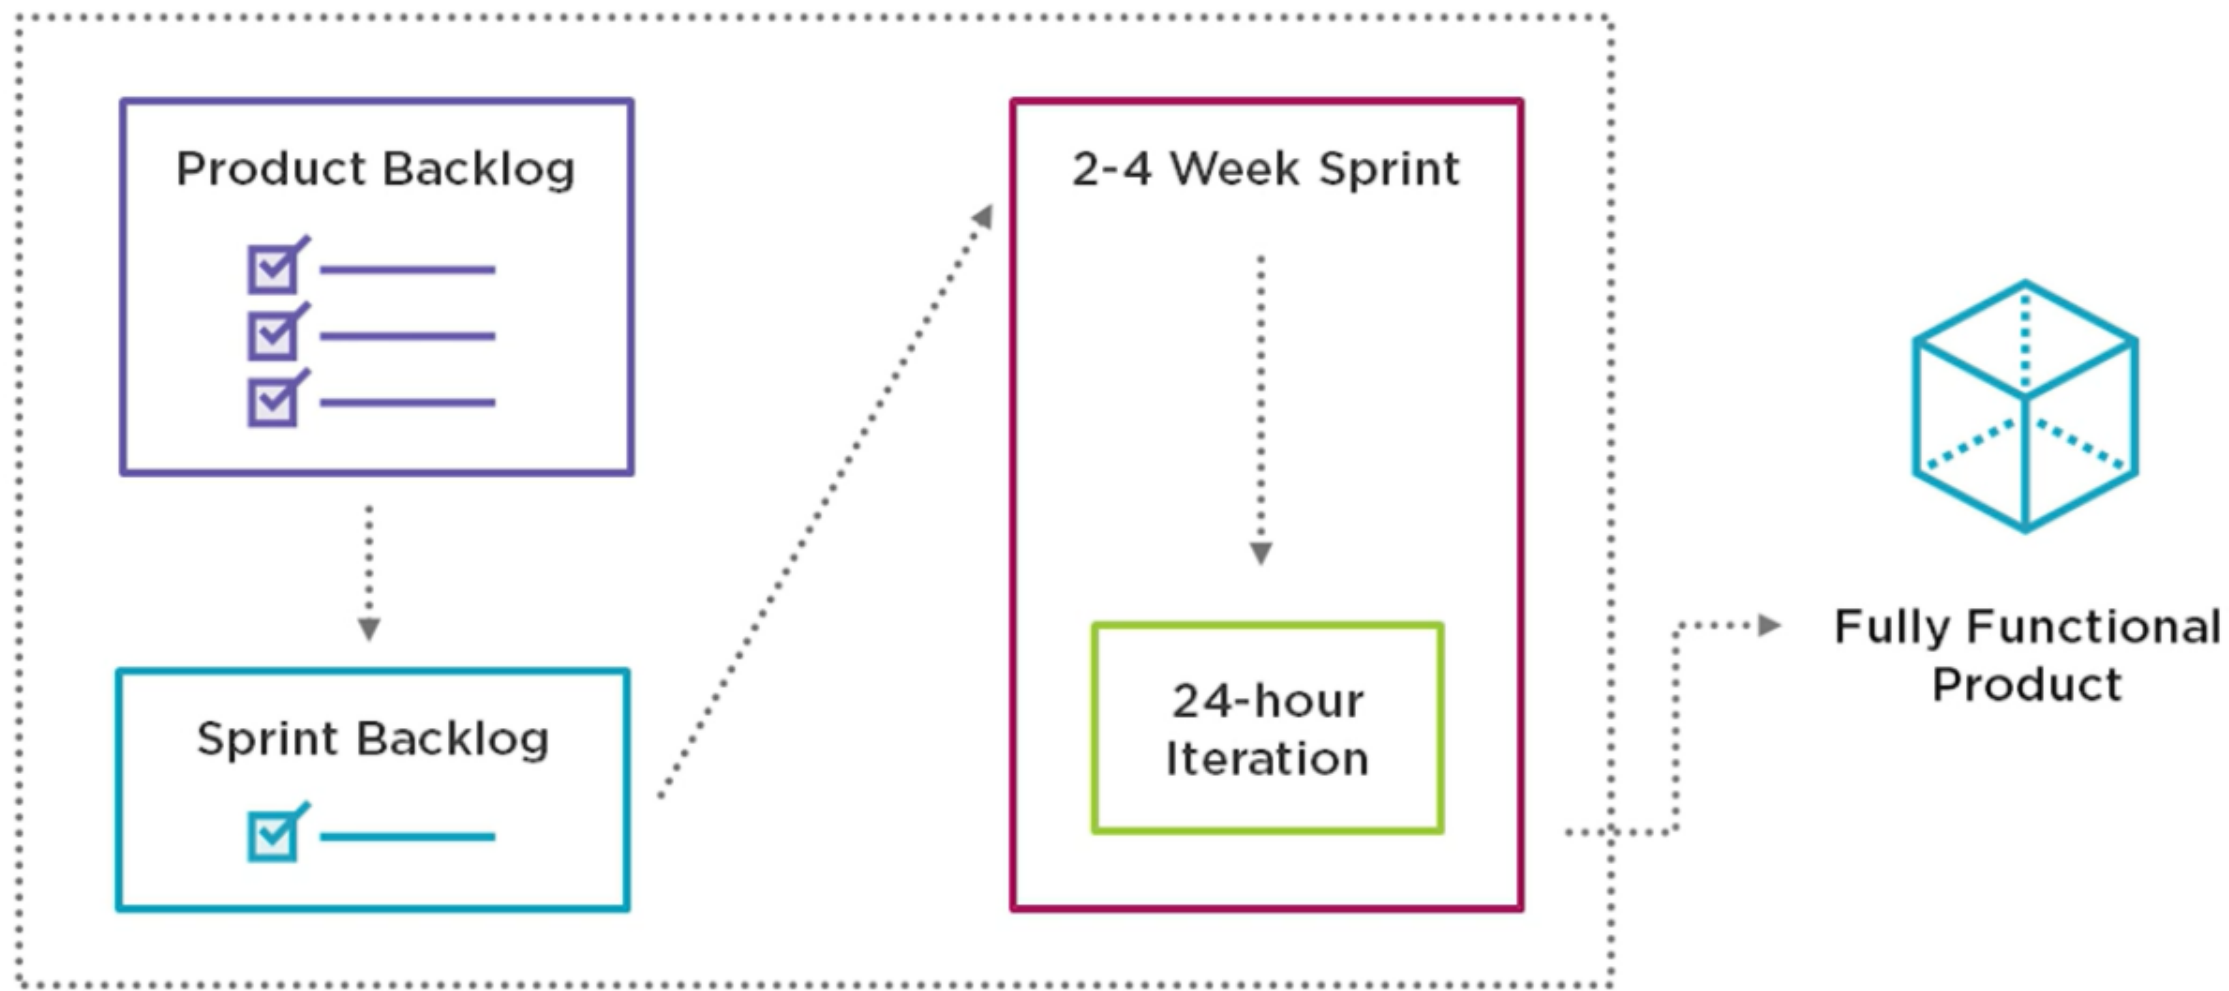 Product Backlog
Sprint Backlog
2-4 Week Sprint
24-hour
Iteration
Fully Functional
Product